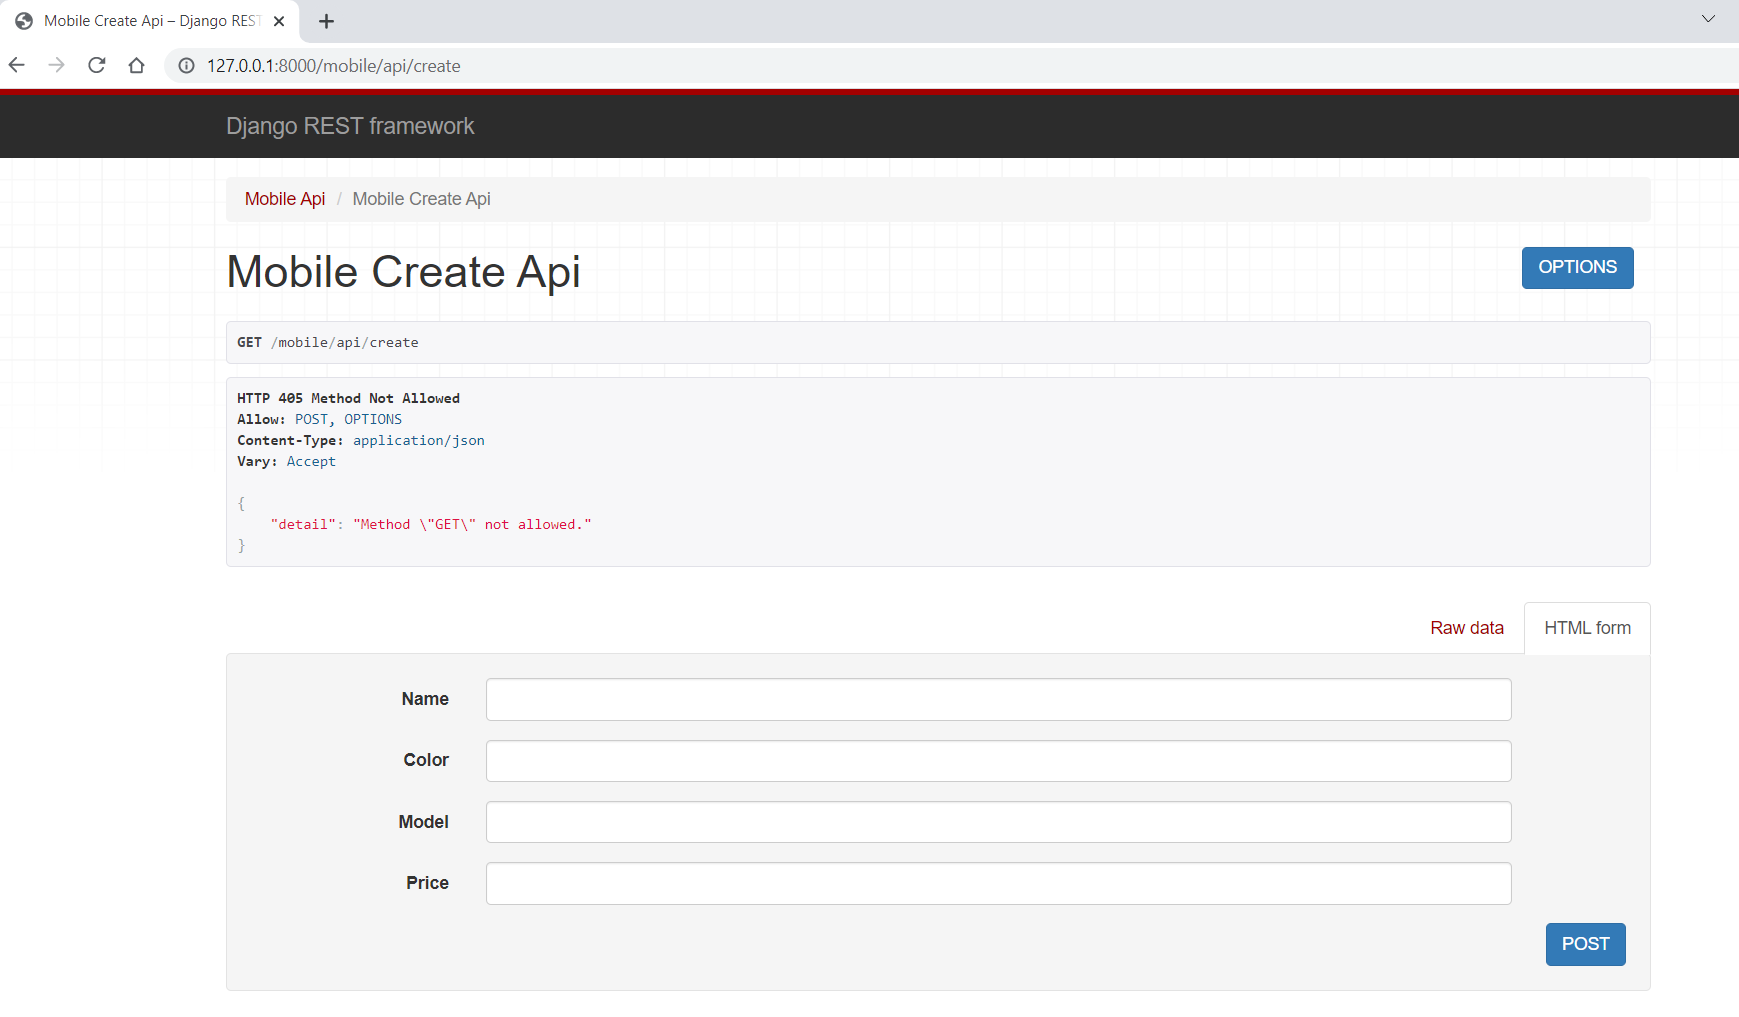 Mobile Create Api – Django REST
127.0.0.1:8000/mobile/api/create
Django REST framework
Mobile Api / Mobile Create Api
Mobile Create Api
OPTIONS
GET /mobile/api/create
HTTP 405 Method Not Allowed
Allow: POST, OPTIONS
Content-Type: application/json
Vary: Accept
{
    "detail": "Method \"GET\" not allowed."
}
Raw data
HTML form
Name
Color
Model
Price
POST